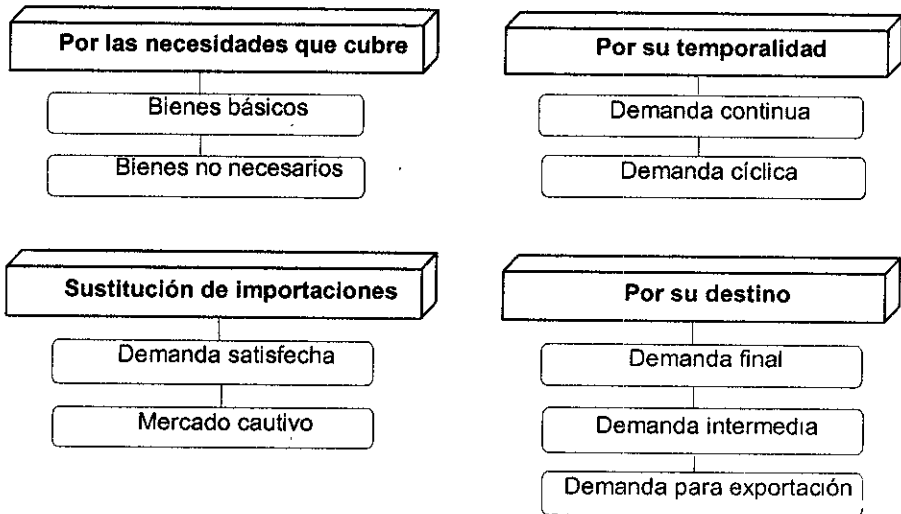 Por las necesidades que cubre
Bienes básicos
Bienes no necesarios
Por su temporalidad
Demanda continua
Demanda cíclica
Sustitución de importaciones
Demanda satisfecha
Mercado cautivo
Por su destino
Demanda final
Demanda intermedia
Demanda para exportación